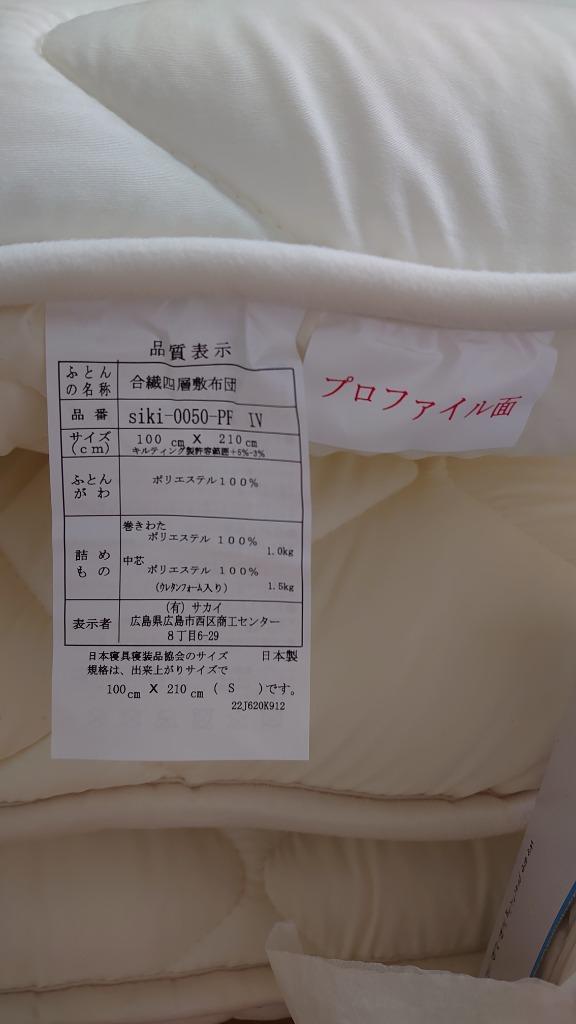 品質表示
ふとんの名称 合繊四層敷布団
品番 siki-0050-PF IV
サイズ(cm) 100cm X 210cm
キルティング製許容範囲+5%-3%
ふとんがわ ポリエステル100%
詰めもの
巻きわた
ポリエステル 100%
1.0kg
中芯
ポリエステル 100%
(ウレタンフォーム入り) 1.5kg
表示者
(有)サカイ
広島県広島市西区商工センター
8丁目6-29
日本寝具寝装品協会のサイズ 日本製
規格は、出来上がりサイズで
100cm X 210cm ( S )です。
22J620K912
プロファイル面